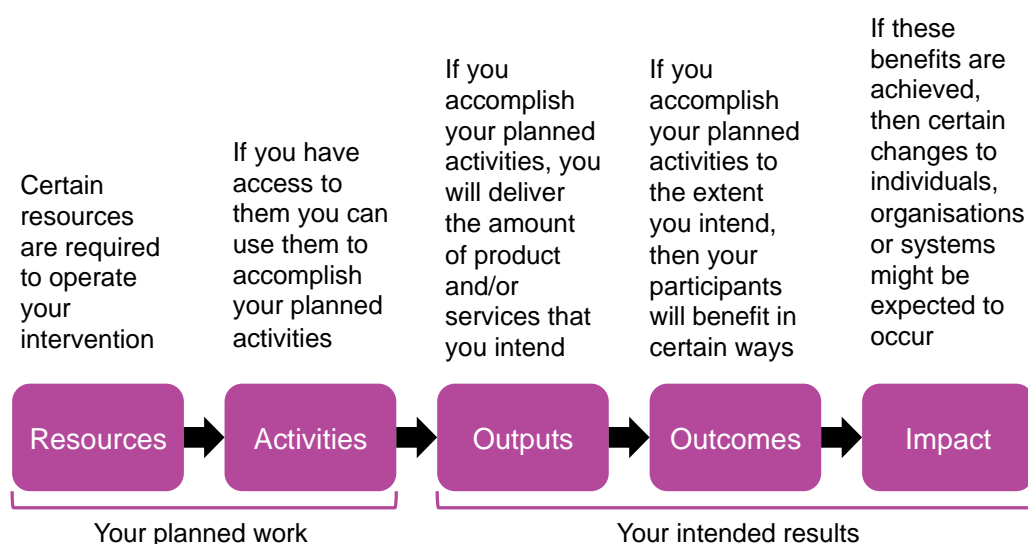 Certain
resources
are required
to operate
your
intervention
If you have
access to
them you can
use them to
accomplish
your planned
activities
If you
accomplish
your planned
activities, you
will deliver
the amount
of product
and/or
services that
you intend
If you
accomplish
your planned
activities to
the extent
you intend,
then your
participants
will benefit in
certain ways
If these
benefits are
achieved,
then certain
changes to
individuals,
organisations
or systems
might be
expected to
occur
Resources
Activities
Outputs
Outcomes
Impact
Your planned work
Your intended results